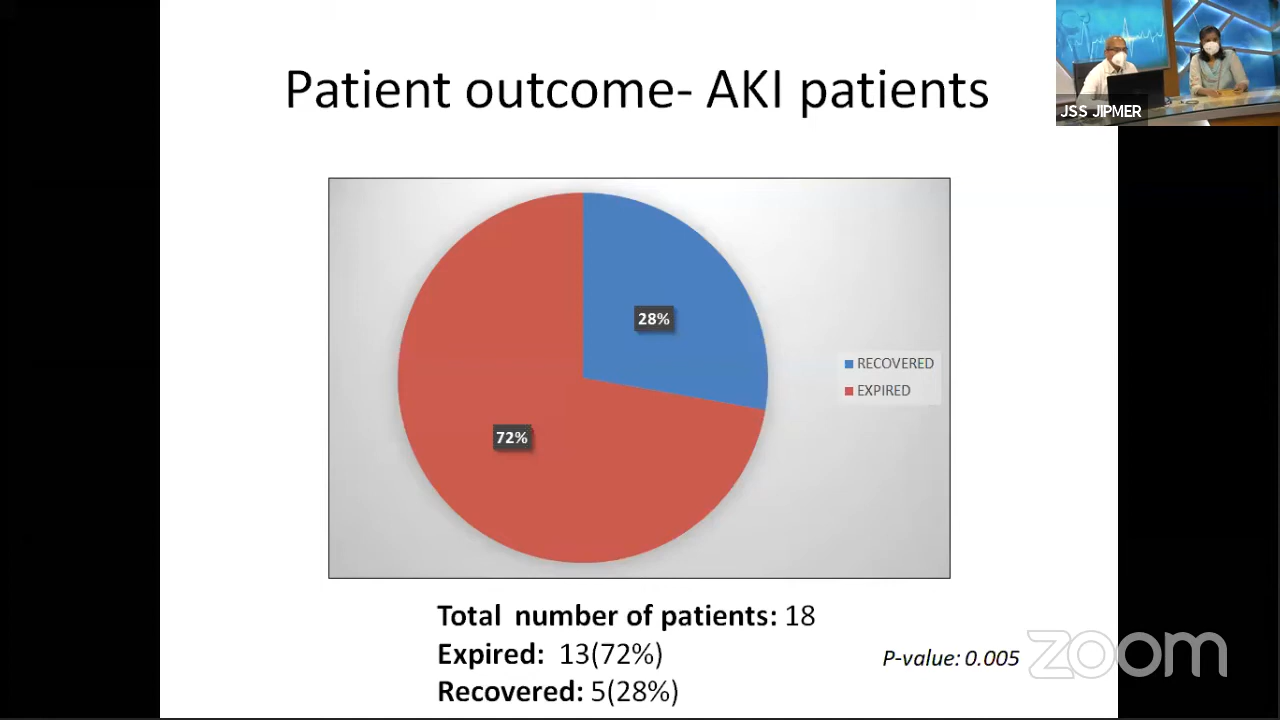 Patient outcome- AKI patients
JSS JIPMER
28%
72%
RECOVERED
EXPIRED
Total number of patients: 18
Expired: 13(72%)
Recovered: 5(28%)
P-value: 0.005
zoom